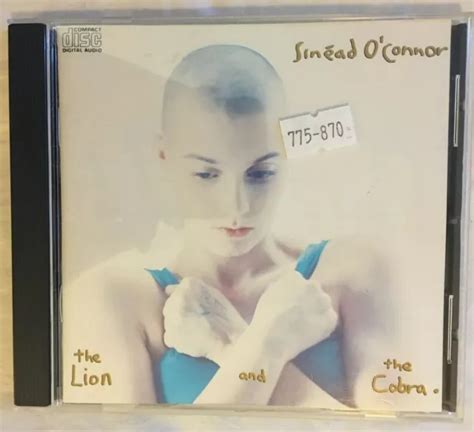 COMPACT
disc
DIGITAL AUDIO
Sinéad O'Connor
775-870
the
Lion
and
the
Cobra.